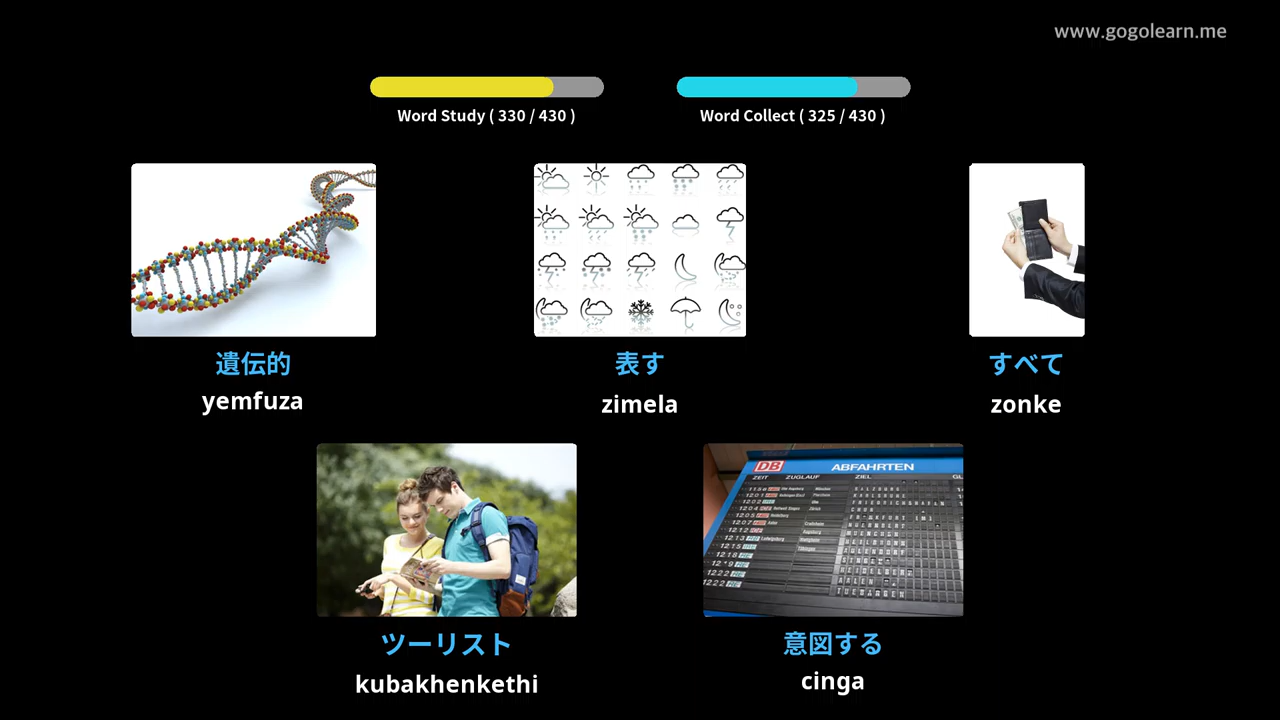 www.gogolearn.me
Word Study ( 330 / 430 )
Word Collect ( 325 / 430 )
遺伝的
yemfuza
表す
zimela
すべて
zonke
DB ABFAHRTEN
ZEIT ZUGLAUF ZIEL
ツーリスト
kubakhenkethi
意図する
cinga